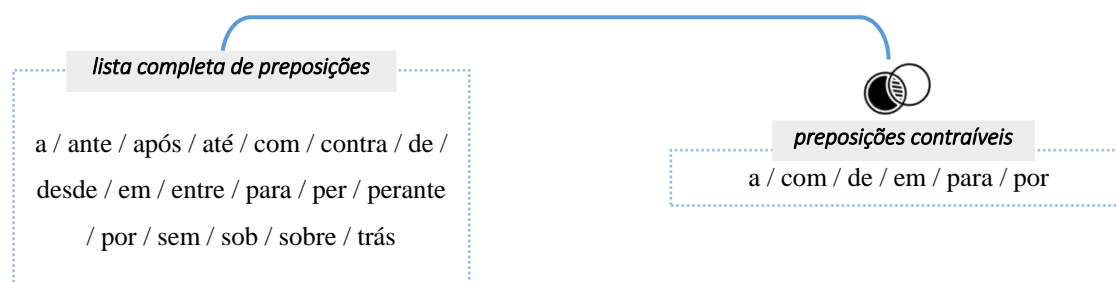 lista completa de preposições
a / ante / após / até / com / contra / de /
desde / em / entre / para / per / perante
/ por / sem / sob / sobre / trás
preposições contraíveis
a / com / de / em / para / por